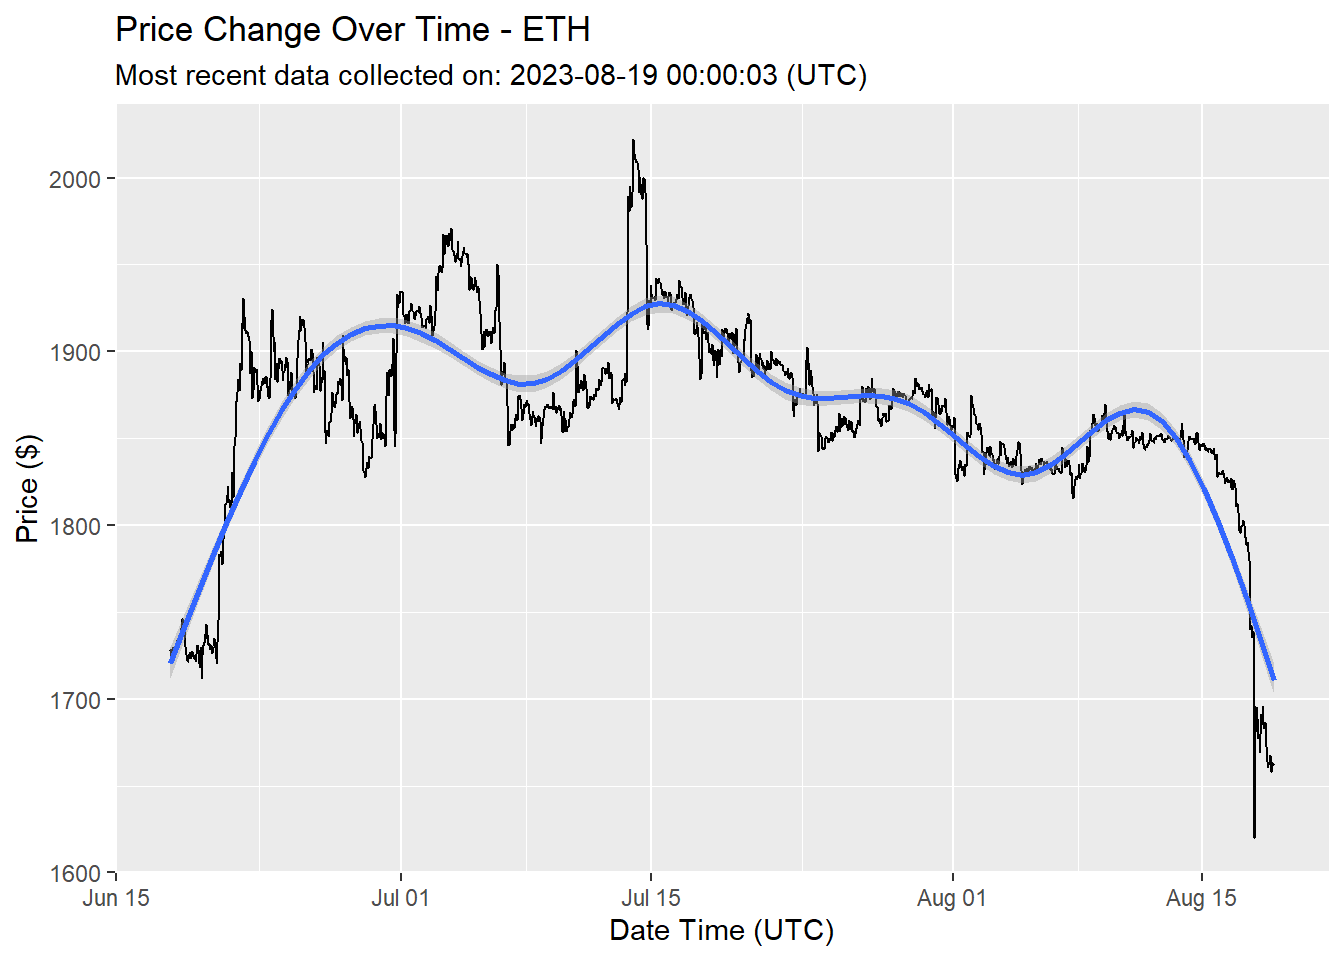 Price Change Over Time - ETH
Most recent data collected on: 2023-08-19 00:00:03 (UTC)
Price ($)
2000
1900
1800
1700
1600
Jun 15
Jul 01
Jul 15
Aug 01
Aug 15
Date Time (UTC)